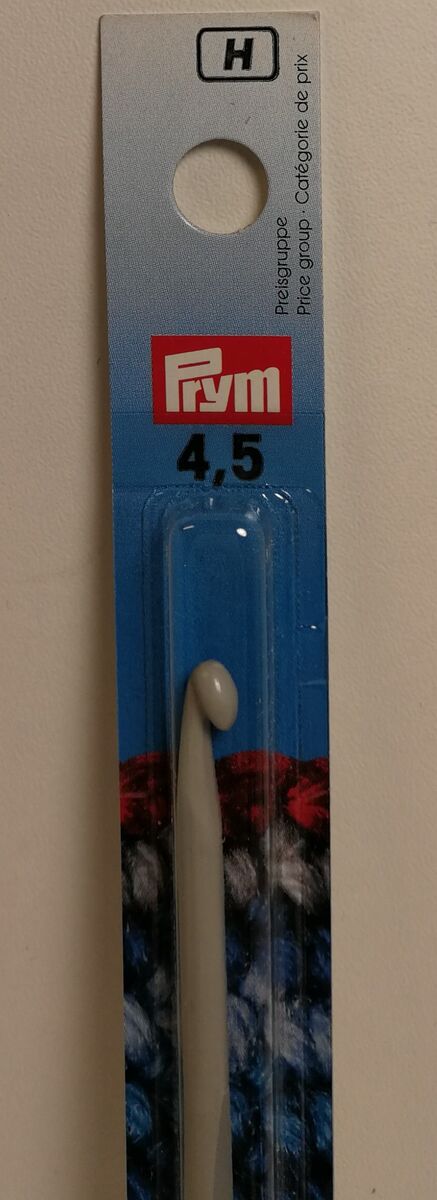 H
Preisgruppe
Price group · Catégorie de prix
Prym
4,5